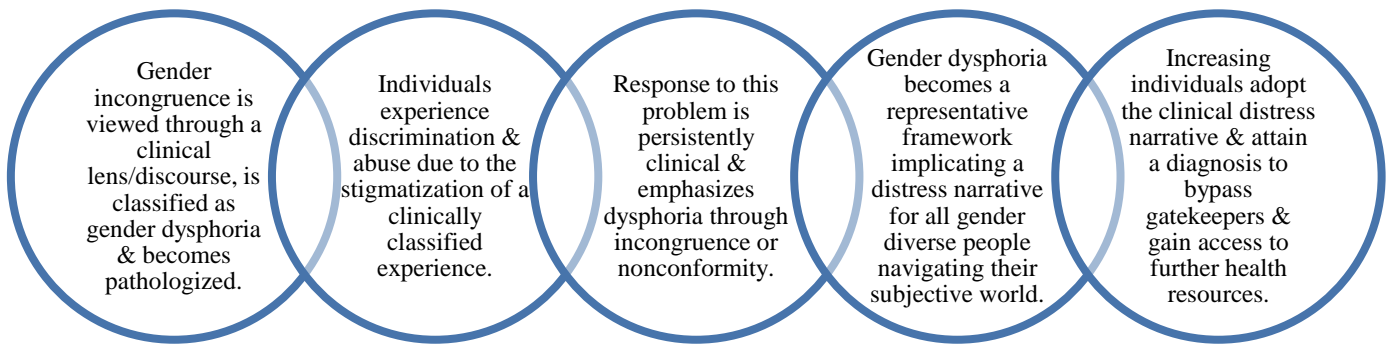 Gender
incongruence is
viewed through a
clinical
lens/discourse, is
classified as
gender dysphoria
& becomes
pathologized.
Individuals
experience
discrimination &
abuse due to the
stigmatization of a
clinically
classified
experience.
Response to this
problem is
persistently
clinical &
emphasizes
dysphoria through
incongruence or
nonconformity.
Gender dysphoria
becomes a
representative
framework
implicating a
distress narrative
for all gender
diverse people
navigating their
subjective world.
Increasing
individuals adopt
the clinical distress
narrative & attain
a diagnosis to
bypass
gatekeepers &
gain access to
further health
resources.